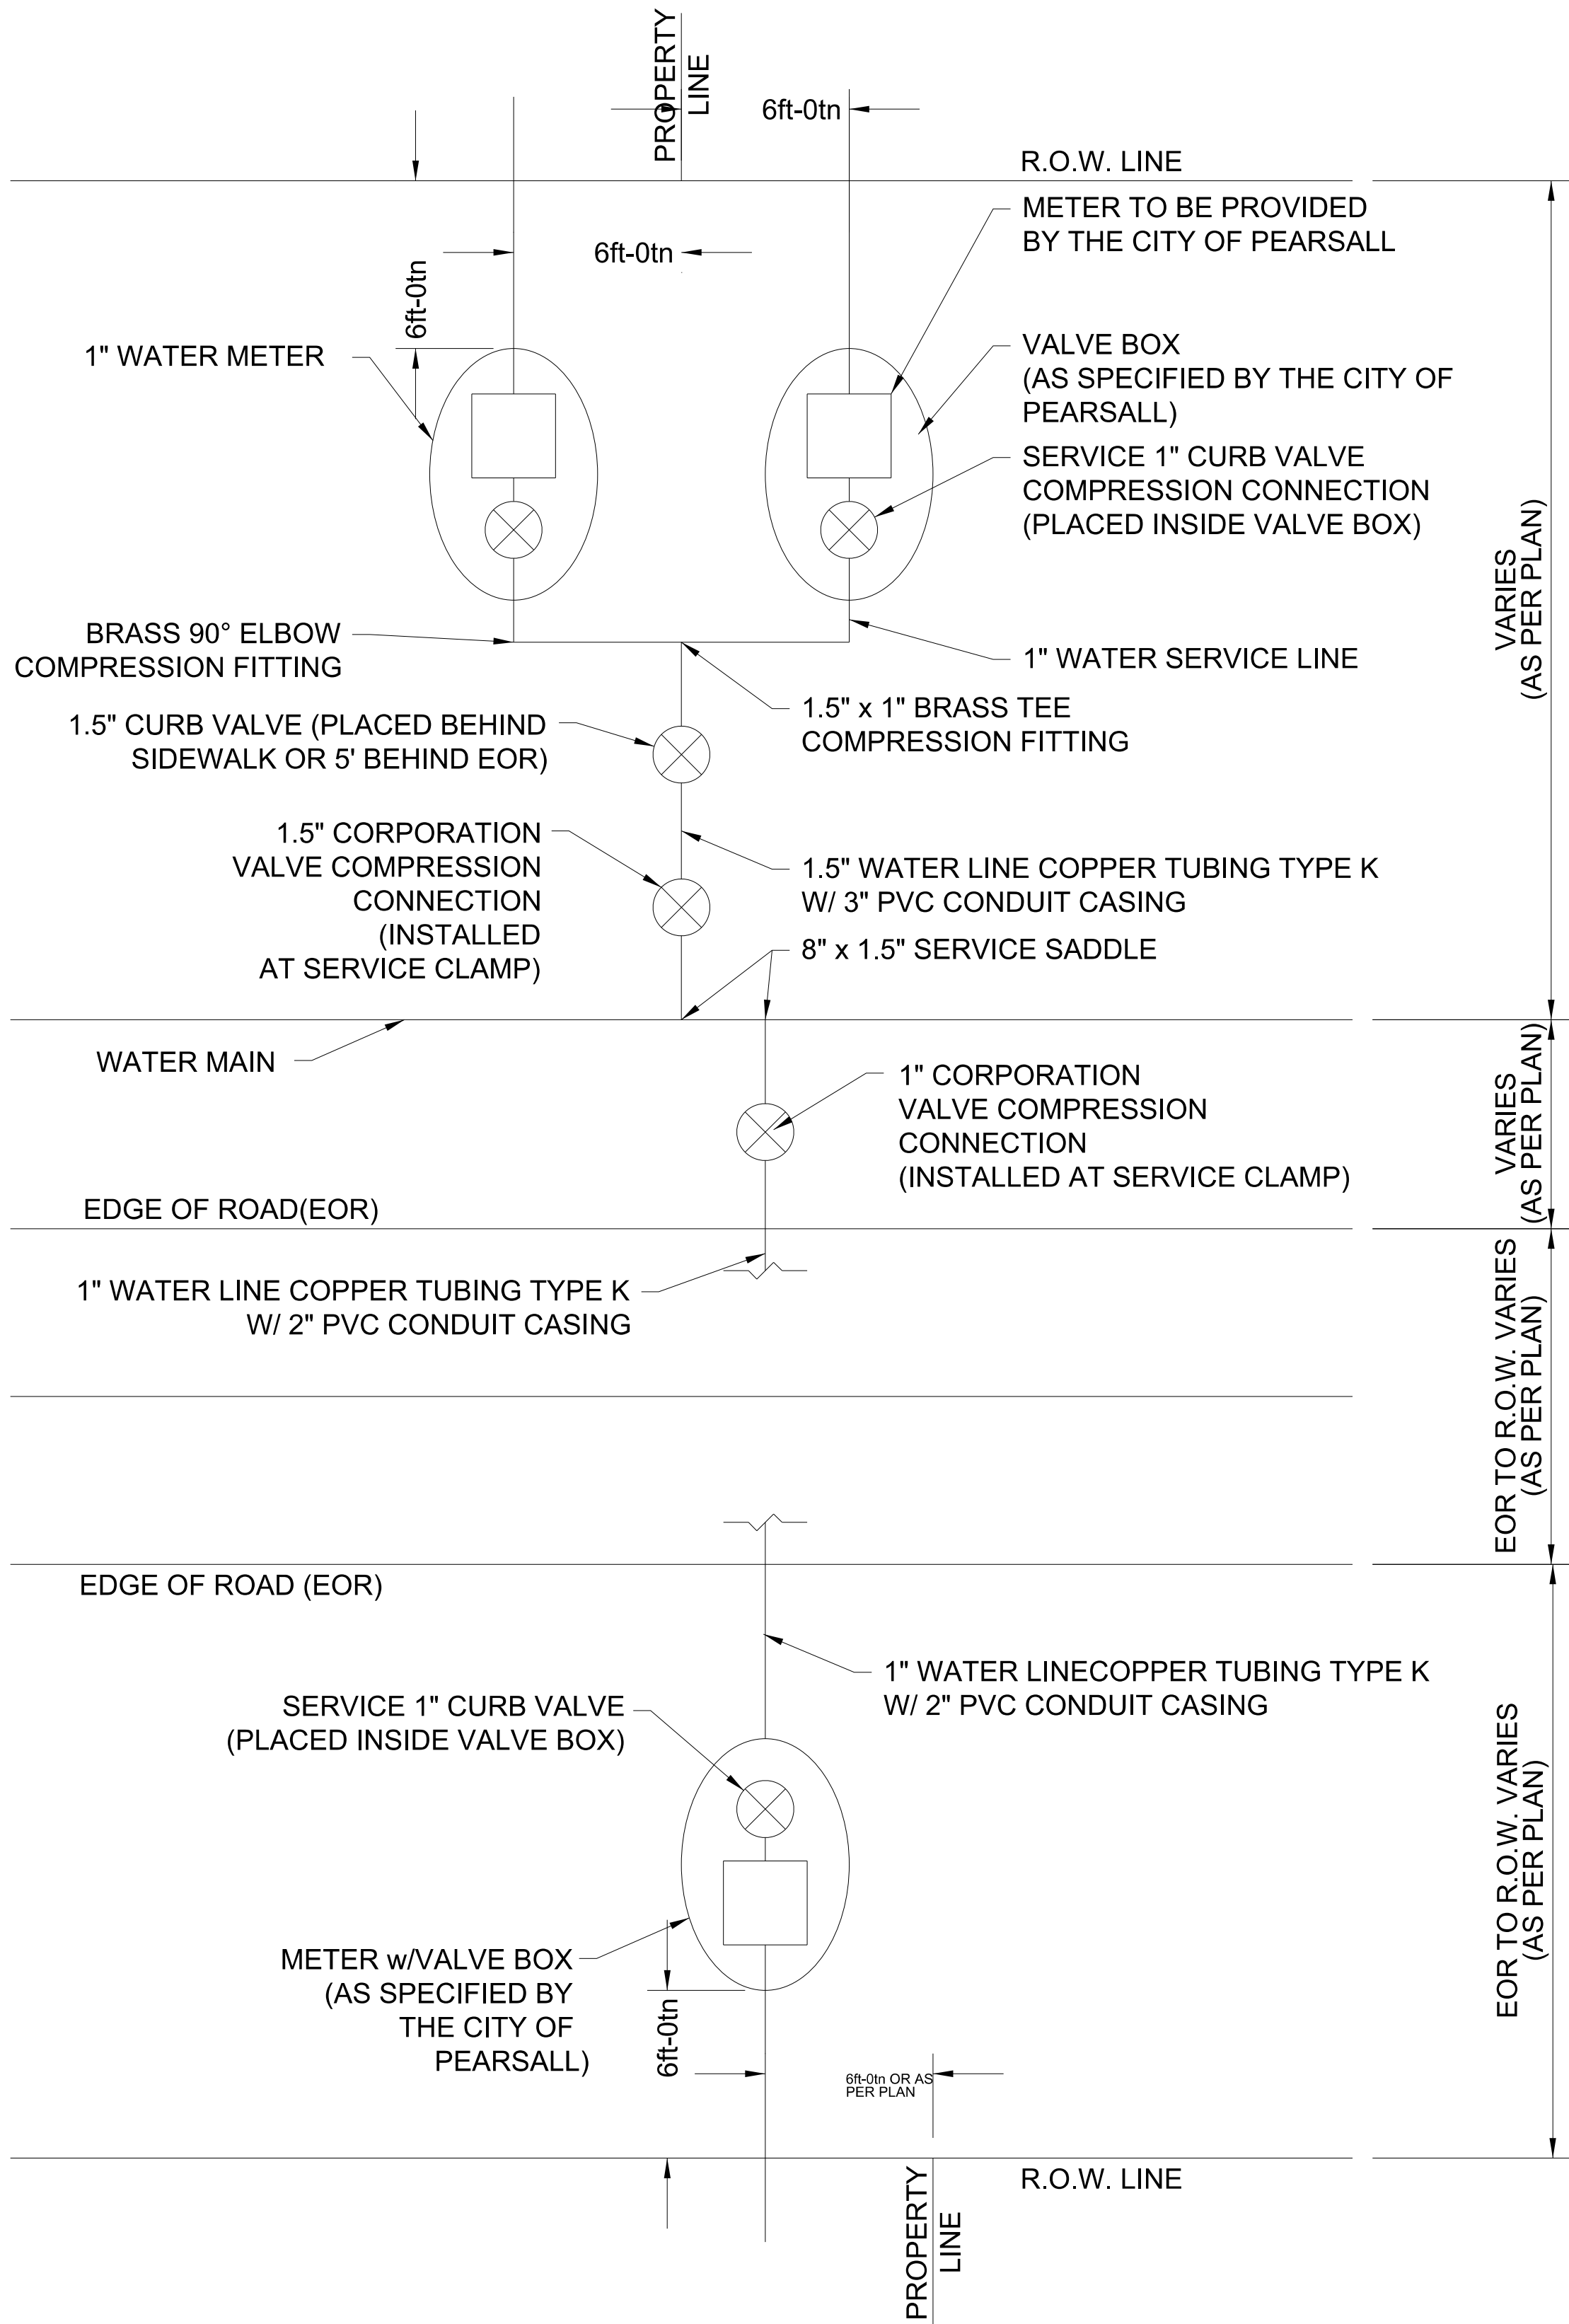 PROPERTY
LINE
6ft-0tn
R.O.W. LINE
METER TO BE PROVIDED
BY THE CITY OF PEARSALL
6ft-0tn
6ft-0tn
1" WATER METER
VALVE BOX
(AS SPECIFIED BY THE CITY OF
PEARSALL)
SERVICE 1" CURB VALVE
COMPRESSION CONNECTION
(PLACED INSIDE VALVE BOX)
VARIES
(AS PER PLAN)
BRASS 90° ELBOW
COMPRESSION FITTING
1" WATER SERVICE LINE
1.5" x 1" BRASS TEE
COMPRESSION FITTING
1.5" CURB VALVE (PLACED BEHIND
SIDEWALK OR 5' BEHIND EOR)
1.5" CORPORATION
VALVE COMPRESSION
CONNECTION
(INSTALLED
AT SERVICE CLAMP)
1.5" WATER LINE COPPER TUBING TYPE K
W/ 3" PVC CONDUIT CASING
8" x 1.5" SERVICE SADDLE
WATER MAIN
1" CORPORATION
VALVE COMPRESSION
CONNECTION
(INSTALLED AT SERVICE CLAMP)
VARIES
(AS PER PLAN)
EDGE OF ROAD(EOR)
1" WATER LINE COPPER TUBING TYPE K
W/ 2" PVC CONDUIT CASING
EOR TO R.O.W. VARIES
(AS PER PLAN)
EDGE OF ROAD (EOR)
1" WATER LINECOPPER TUBING TYPE K
W/ 2" PVC CONDUIT CASING
SERVICE 1" CURB VALVE
(PLACED INSIDE VALVE BOX)
EOR TO R.O.W. VARIES
(AS PER PLAN)
METER w/VALVE BOX
(AS SPECIFIED BY
THE CITY OF
PEARSALL)
6ft-0tn
6ft-0tn OR AS
PER PLAN
R.O.W. LINE
PROPERTY
LINE